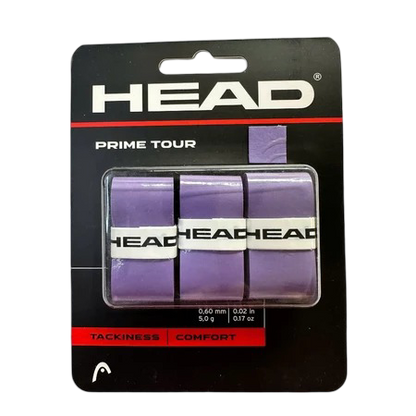 HEAD®
PRIME TOUR
HEAD HEAD HEAD
0,60 mm | 0.02 in
5,0 g | 0.17 oz
TACKINESS | COMFORT